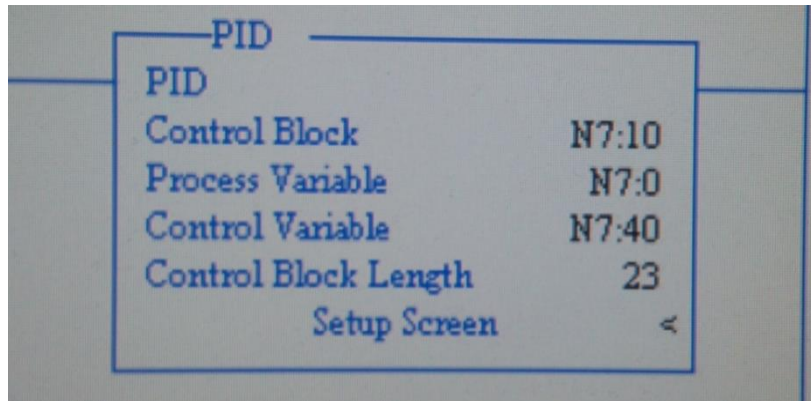 PID
PID
Control Block N7:10
Process Variable N7:0
Control Variable N7:40
Control Block Length 23
Setup Screen <